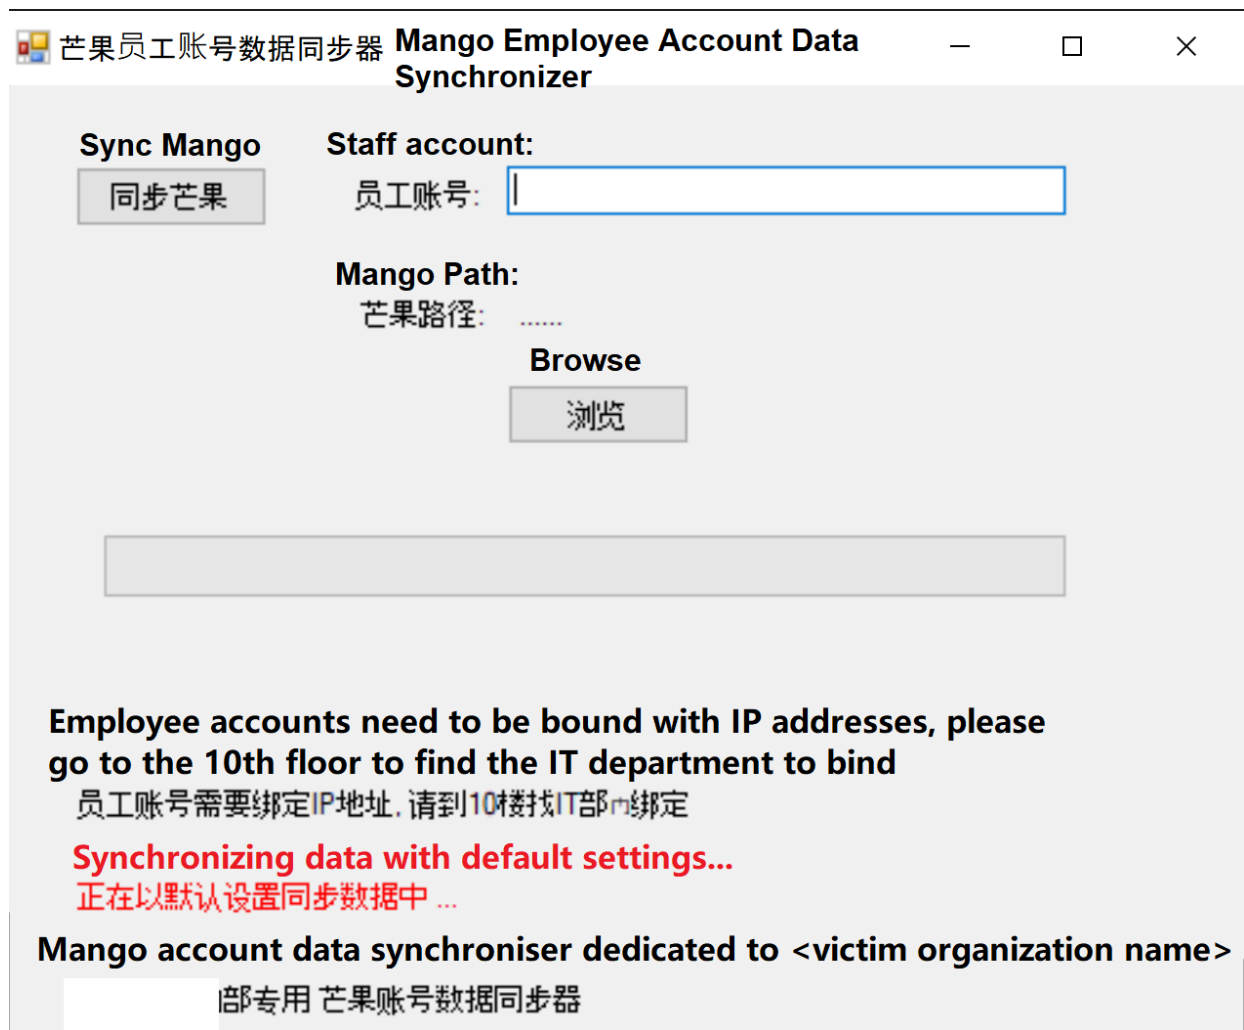 芒果员工账号数据同步器
Mango Employee Account Data
Synchronizer
Sync Mango
Staff account:
同步芒果
员工账号:
Mango Path:
芒果路径: ......
Browse
浏览
Employee accounts need to be bound with IP addresses, please
go to the 10th floor to find the IT department to bind
员工账号需要绑定IP地址,请到10楼找IT部门绑定
Synchronizing data with default settings...
正在以默认设置同步数据中 ...
Mango account data synchroniser dedicated to <victim organization name>
部专用 芒果账号数据同步器